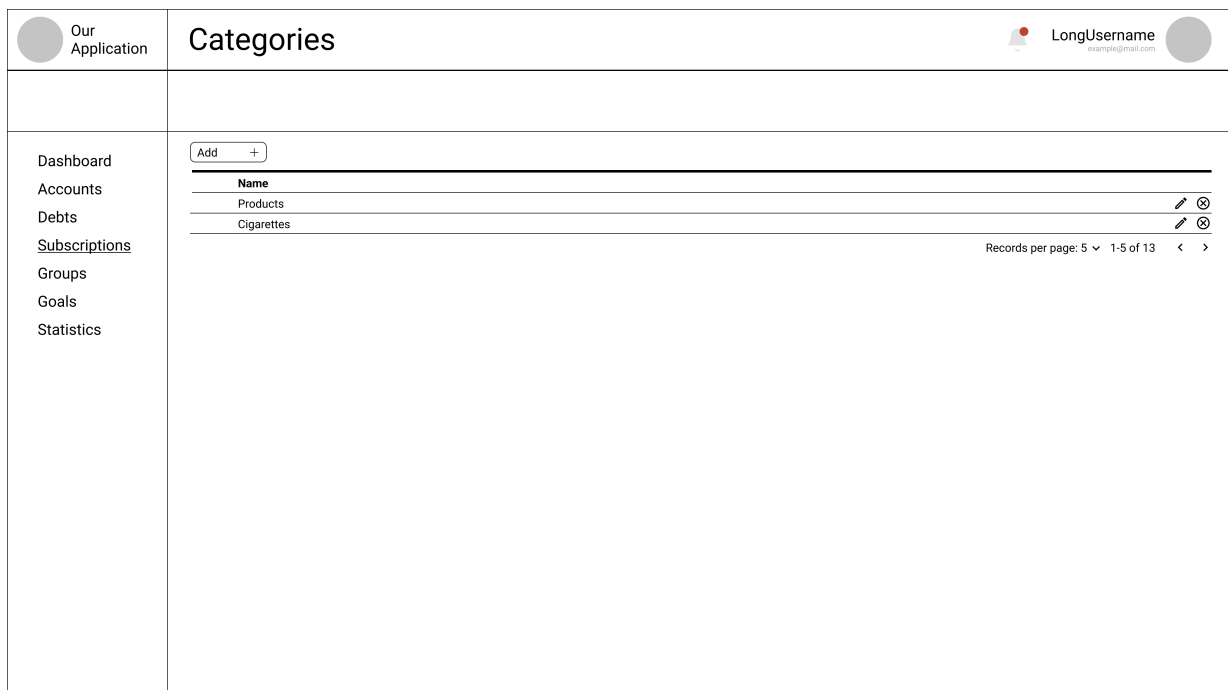 Our
Application
Categories
LongUsername
example@mail.com
Dashboard
Accounts
Debts
Subscriptions
Groups
Goals
Statistics
Add +
Name
Products
Cigarettes
Records per page: 5 1-5 of 13